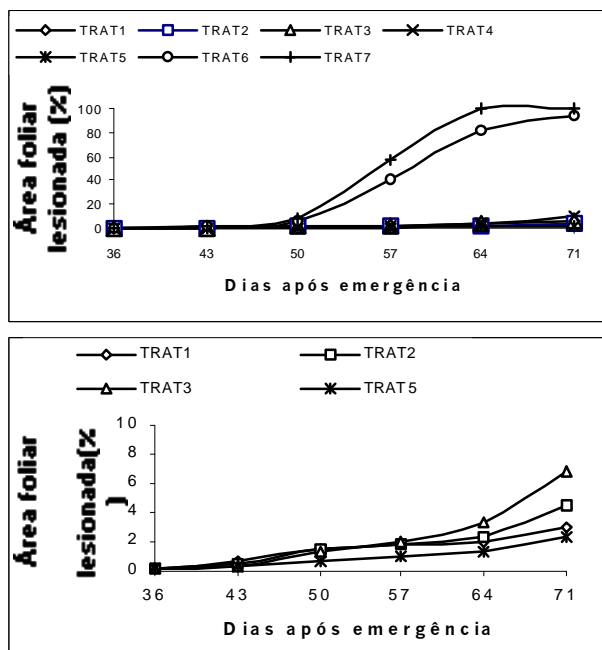 TRAT1 TRAT2 TRAT3 TRAT4
TRAT5 TRAT6 TRAT7
Área foliar
lesionada (%)
100
80
60
40
20
0
36 43 50 57 64 71
Dias após emergência
TRAT1 TRAT2
TRAT3 TRAT5
Área foliar
lesionada(%
)
10
8
6
4
2
0
36 43 50 57 64 71
Dias após emergência